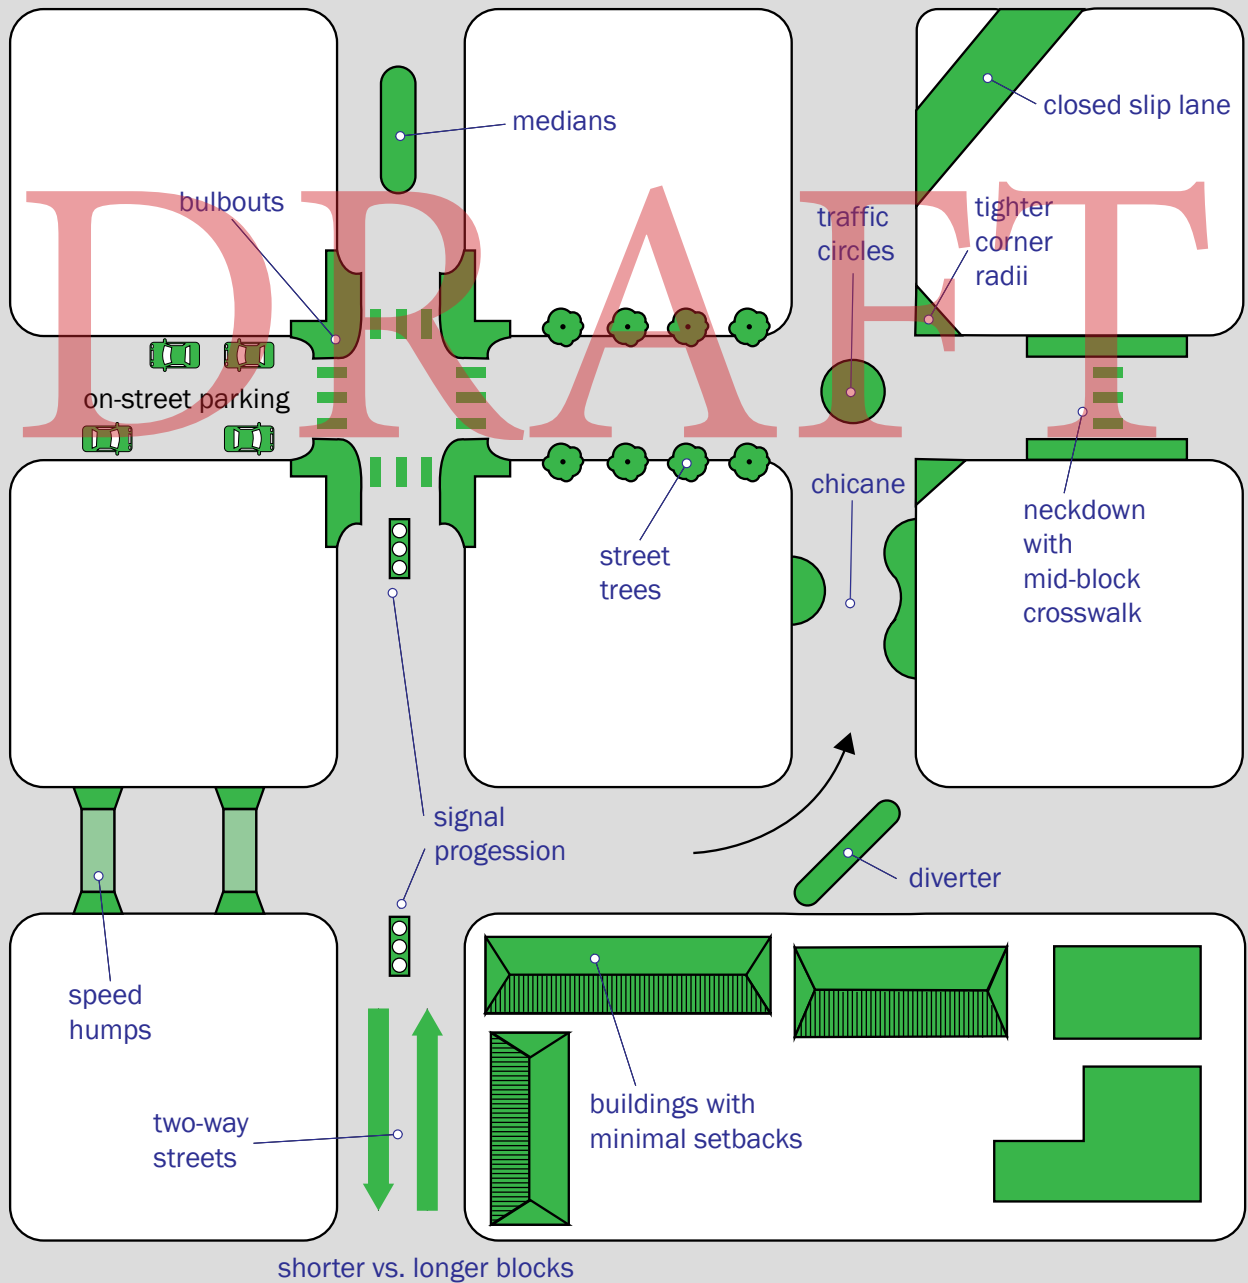 medians
closed slip lane
bulbouts
traffic
circles
tighter
corner
radii
DRAFT
on-street parking
chicane
street
trees
neckdown
with
mid-block
crosswalk
signal
progession
diverter
speed
humps
two-way
streets
buildings with
minimal setbacks
shorter vs. longer blocks